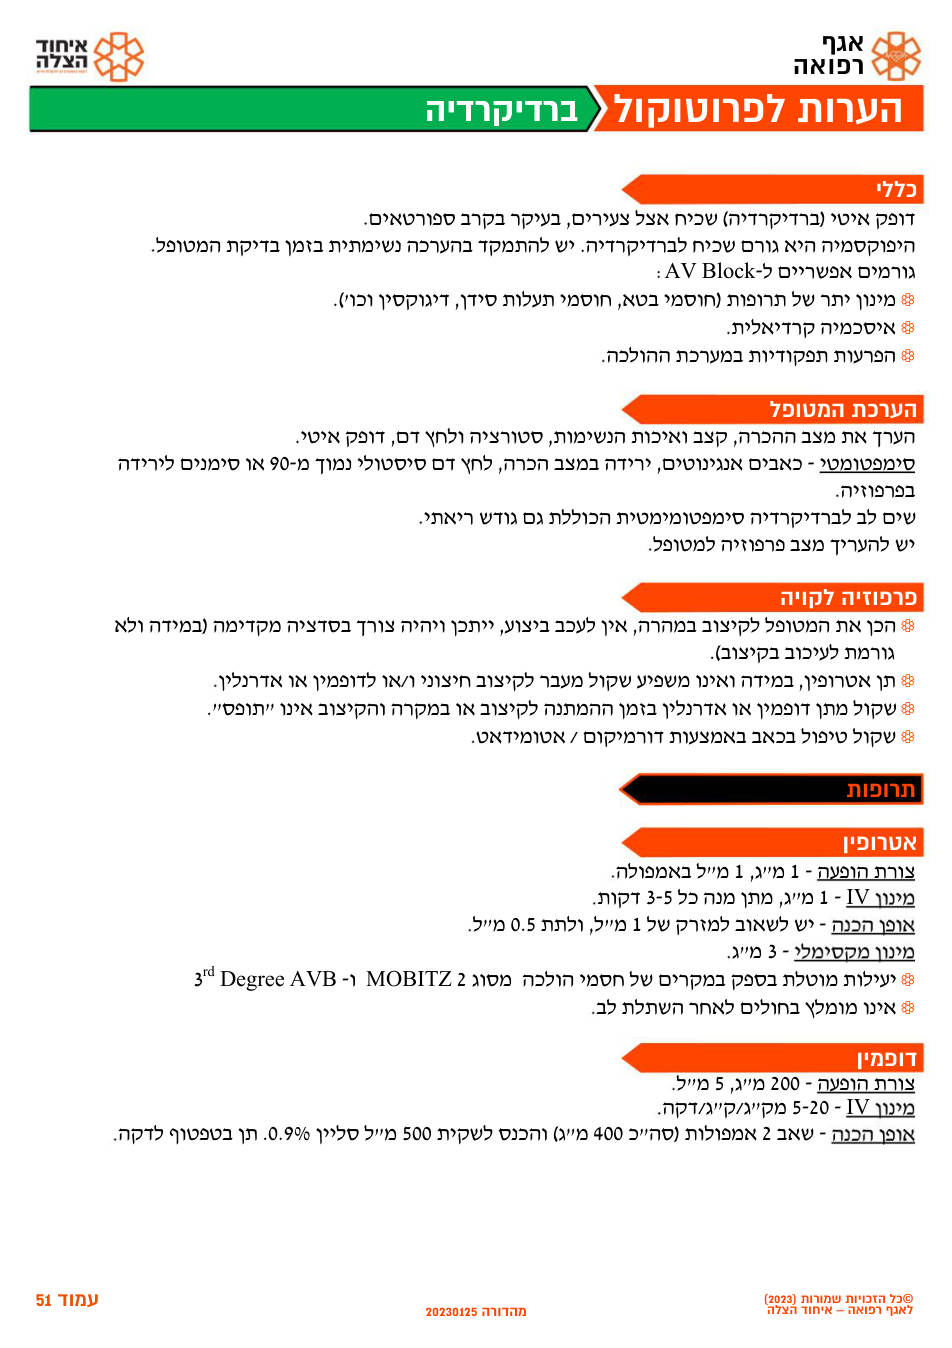 איחוד
הצלה
אגף
רפואה
הערות לפרוטוקול
ברדיקרדיה
כללי
דופק איטי (ברדיקרדיה) שכיח אצל צעירים, בעיקר בקרב ספורטאים.
היפוקסמיה היא גורם שכיח לברדיקרדיה. יש להתמקד בהערכה נשימתית בזמן בדיקת המטופל.
גורמים אפשריים ל-AV Block :
מינון יתר של תרופות (חוסמי בטא, חוסמי תעלות סידן, דיגוקסין וכו').
איסכמיה קרדיאלית.
הפרעות תפקודיות במערכת ההולכה.
הערכת המטופל
הערך את מצב ההכרה, קצב ואיכות הנשימות, סטורציה ולחץ דם, דופק איטי.
סימפטומטי - כאבים אנגינוטים, ירידה במצב הכרה, לחץ דם סיסטולי נמוך מ-90 או סימנים לירידה
בפרפוזיה.
שים לב לברדיקרדיה סימפטומימטית הכוללת גם גודש ריאתי.
יש להעריך מצב פרפוזיה למטופל.
פרפוזיה לקויה
הכן את המטופל לקיצוב במהרה, אין לעכב ביצוע, ייתכן ויהיה צורך בסדציה מקדימה (במידה ולא
גורמת לעיכוב בקיצוב).
תן אטרופין, במידה ואינו משפיע שקול מעבר לקיצוב חיצוני ו/או לדופמין או אדרנלין.
שקול מתן דופמין או אדרנלין בזמן ההמתנה לקיצוב או במקרה והקיצוב אינו "תופס".
שקול טיפול בכאב באמצעות דורמיקום / אטומידאט.
תרופות
אטרופין
צורת הופעה - 1 מ"ג, 1 מ"ל באמפולה.
מינון IV - 1 מ"ג, מתן מנה כל 3-5 דקות.
אופן הכנה - יש לשאוב למזרק של 1 מ"ל, ולתת 0.5 מ"ל.
מינון מקסימלי - 3 מ"ג.
יעילות מוטלת בספק במקרים של חסמי הולכה מסוג MOBITZ 2 ו- 3rd Degree AVB
אינו מומלץ בחולים לאחר השתלת לב.
דופמין
צורת הופעה - 200 מ"ג, 5 מ"ל.
מינון IV - 5-20 מק"ג/ק"ג/דקה.
אופן הכנה - שאב 2 אמפולות (סה"כ 400 מ"ג) והכנס לשקית 500 מ"ל סליין 0.9%. תן בטפטוף לדקה.
©כל הזכויות שמורות (2023)
לאגף רפואה – איחוד הצלה
מהדורה 20230125
עמוד 51